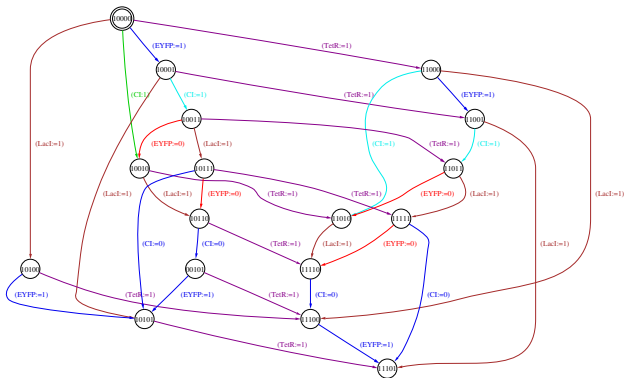 10000
(EYFP:=1)
(TetR:=1)
10001
11000
(CI:1)
(CI:=1)
(TetR:=1)
(EYFP:=1)
10011
11001
(LacI:=1)
(EYFP:=0)
(LacI:=1)
(TetR:=1)
(CI:=1)
(CI:=1)
10010
10111
11011
(LacI:=1)
(EYFP:=0)
(TetR:=1)
(TetR:=1)
(EYFP:=0)
(LacI:=1)
(LacI:=1)
10110
11010
11111
(CI:=0)
(CI:=0)
(TetR:=1)
(LacI:=1)
(EYFP:=0)
(LacI:=1)
10100
00101
11110
(EYFP:=1)
(TetR:=1)
(EYFP:=1)
(TetR:=1)
(CI:=0)
(CI:=0)
10101
11100
(TetR:=1)
(EYFP:=1)
11101